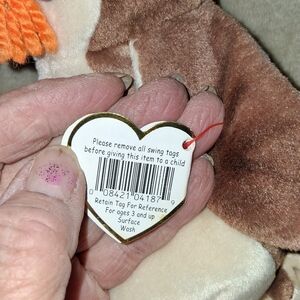 Please remove all swing tags
before giving this item to a child
0 08421 04187 9
Retain Tag For Reference
For ages 3 and up
Surface
Wash